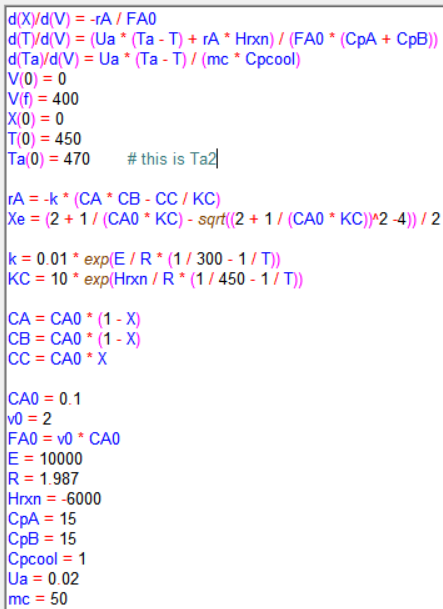 d(X)/d(V) = -rA / FA0
d(T)/d(V) = (Ua * (Ta - T) + rA * Hrxn) / (FA0 * (CpA + CpB))
d(Ta)/d(V) = Ua * (Ta - T) / (mc * Cpcool)
V(0) = 0
V(f) = 400
X(0) = 0
T(0) = 450
Ta(0) = 470 # this is Ta2
rA = -k * (CA * CB - CC / KC)
Xe = (2 + 1 / (CA0 * KC) - sqrt((2 + 1 / (CA0 * KC))^2 -4)) / 2
k = 0.01 * exp(E / R * (1 / 300 - 1 / T))
KC = 10 * exp(Hrxn / R * (1 / 450 - 1 / T))
CA = CA0 * (1 - X)
CB = CA0 * (1 - X)
CC = CA0 * X
CA0 = 0.1
v0 = 2
FA0 = v0 * CA0
E = 10000
R = 1.987
Hrxn = -6000
CpA = 15
CpB = 15
Cpcool = 1
Ua = 0.02
mc = 50